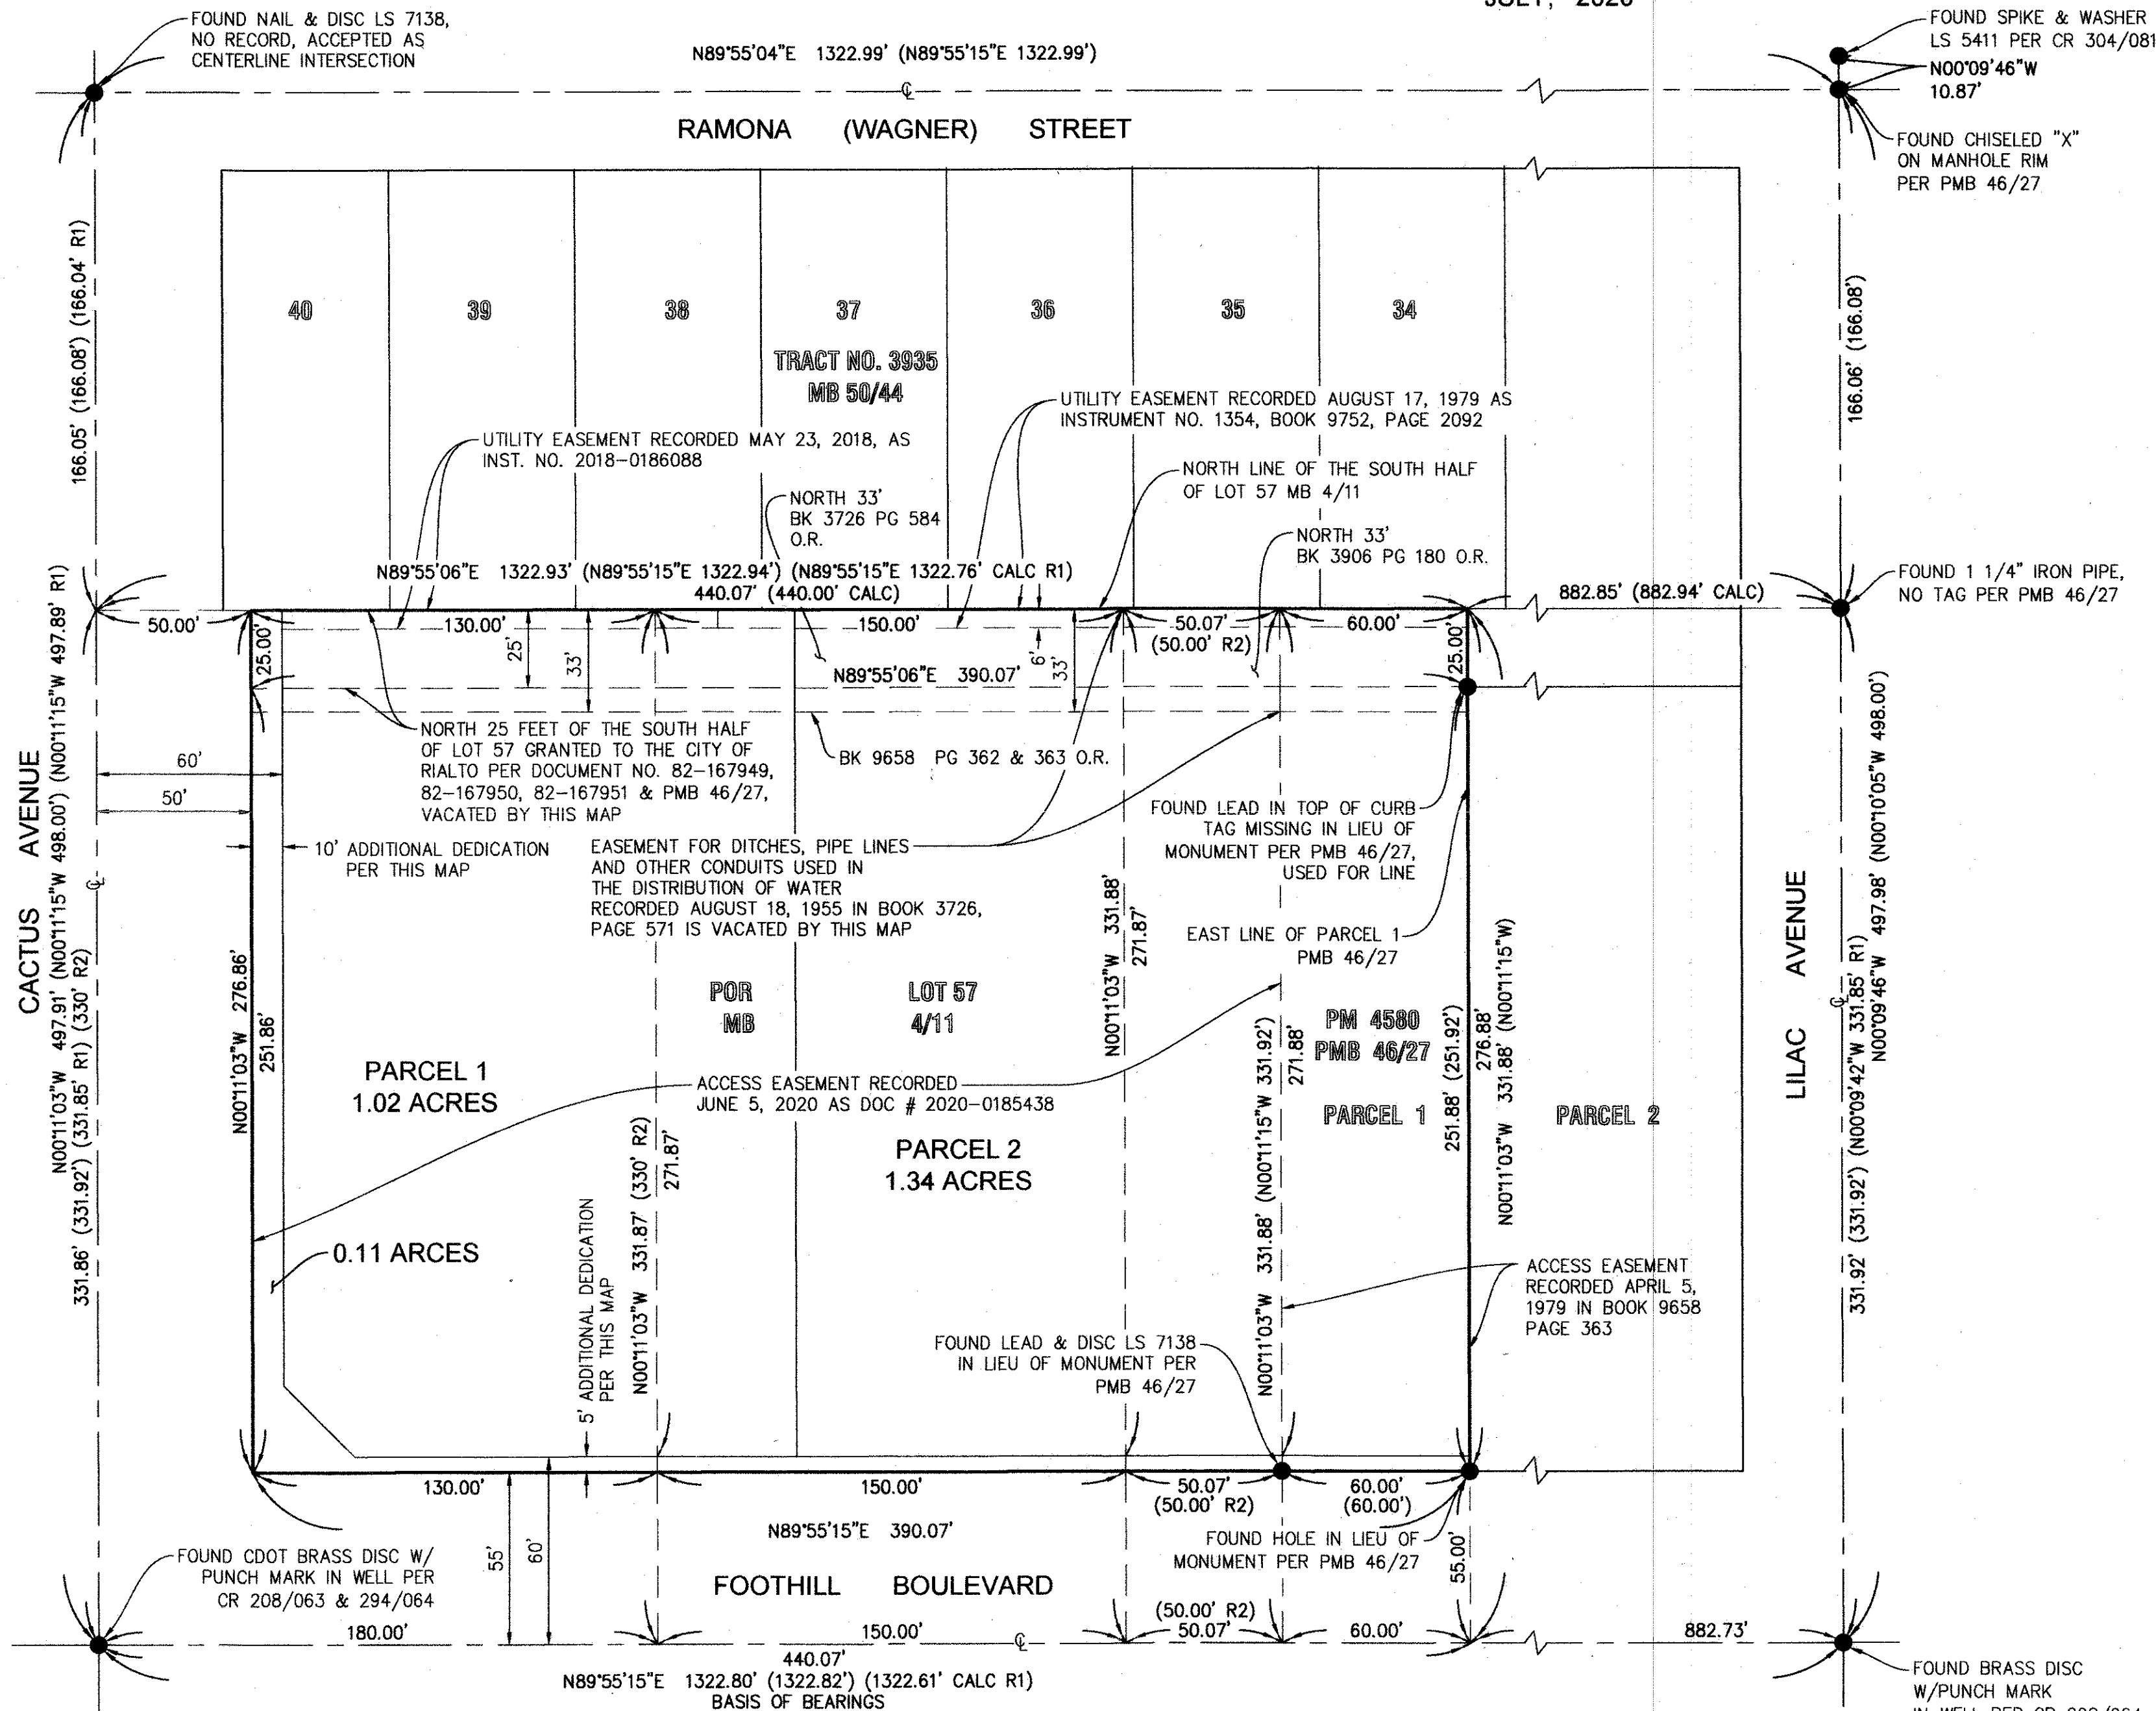 JULY, 2020
FOUND NAIL & DISC LS 7138,
NO RECORD, ACCEPTED AS
CENTERLINE INTERSECTION
N89°55'04"E 1322.99' (N89°55'15"E 1322.99')
FOUND SPIKE & WASHER
LS 5411 PER CR 304/081
N00°09'46"W
10.87'
℄
RAMONA (WAGNER) STREET
FOUND CHISELED "X"
ON MANHOLE RIM
PER PMB 46/27
166.05' (166.08') (166.04' R1)
166.06' (166.08')
40
39
38
37
36
35
34
TRACT NO. 3935
MB 50/44
UTILITY EASEMENT RECORDED AUGUST 17, 1979 AS
INSTRUMENT NO. 1354, BOOK 9752, PAGE 2092
UTILITY EASEMENT RECORDED MAY 23, 2018, AS
INST. NO. 2018-0186088
NORTH LINE OF THE SOUTH HALF
OF LOT 57 MB 4/11
NORTH 33'
BK 3726 PG 584
O.R.
NORTH 33'
BK 3906 PG 180 O.R.
N89°55'06"E 1322.93' (N89°55'15"E 1322.94') (N89°55'15"E 1322.76' CALC R1)
440.07' (440.00' CALC)
882.85' (882.94' CALC)
FOUND 1 1/4" IRON PIPE,
NO TAG PER PMB 46/27
50.00'
130.00'
150.00'
50.07'
(50.00' R2)
60.00'
25.00'
25'
33'
6'
33'
25.00'
N89°55'06"E 390.07'
NORTH 25 FEET OF THE SOUTH HALF
OF LOT 57 GRANTED TO THE CITY OF
RIALTO PER DOCUMENT NO. 82-167949,
82-167950, 82-167951 & PMB 46/27,
VACATED BY THIS MAP
BK 9658 PG 362 & 363 O.R.
60'
50'
10' ADDITIONAL DEDICATION
PER THIS MAP
EASEMENT FOR DITCHES, PIPE LINES
AND OTHER CONDUITS USED IN
THE DISTRIBUTION OF WATER
RECORDED AUGUST 18, 1955 IN BOOK 3726,
PAGE 571 IS VACATED BY THIS MAP
FOUND LEAD IN TOP OF CURB
TAG MISSING IN LIEU OF
MONUMENT PER PMB 46/27,
USED FOR LINE
EAST LINE OF PARCEL 1
PMB 46/27
CACTUS AVENUE
℄
N00°11'03"W 497.91' (N00°11'15"W 498.00') (N00°11'15"W 497.89' R1)
331.86' (331.92') (331.85' R1) (330' R2)
N00°11'03"W 276.86'
251.86'
N00°11'03"W 331.87' (330' R2)
271.87'
N00°11'03"W 331.88'
271.87'
N00°11'03"W 331.88' (N00°11'15"W 331.92')
271.88'
251.88' (251.92')
276.88'
N00°11'03"W 331.88' (N00°11'15"W)
LILAC AVENUE
℄
331.92' (331.92') (N00°09'42"W 331.85' R1)
N00°09'46"W 497.98' (N00°10'05"W 498.00')
POR LOT 57
MB 4/11
PM 4580
PMB 46/27
PARCEL 1
1.02 ACRES
ACCESS EASEMENT RECORDED
JUNE 5, 2020 AS DOC # 2020-0185438
PARCEL 1
PARCEL 2
PARCEL 2
1.34 ACRES
0.11 ARCES
5' ADDITIONAL DEDICATION
PER THIS MAP
ACCESS EASEMENT
RECORDED APRIL 5,
1979 IN BOOK 9658
PAGE 363
FOUND LEAD & DISC LS 7138
IN LIEU OF MONUMENT PER
PMB 46/27
130.00'
150.00'
50.07'
(50.00' R2)
60.00'
(60.00')
N89°55'15"E 390.07'
FOUND HOLE IN LIEU OF
MONUMENT PER PMB 46/27
55'
60'
55.00'
FOUND CDOT BRASS DISC W/
PUNCH MARK IN WELL PER
CR 208/063 & 294/064
FOOTHILL BOULEVARD
180.00'
150.00'
℄
(50.00' R2)
50.07'
60.00'
882.73'
440.07'
N89°55'15"E 1322.80' (1322.82') (1322.61' CALC R1)
BASIS OF BEARINGS
FOUND BRASS DISC
W/PUNCH MARK
IN WELL PER CR